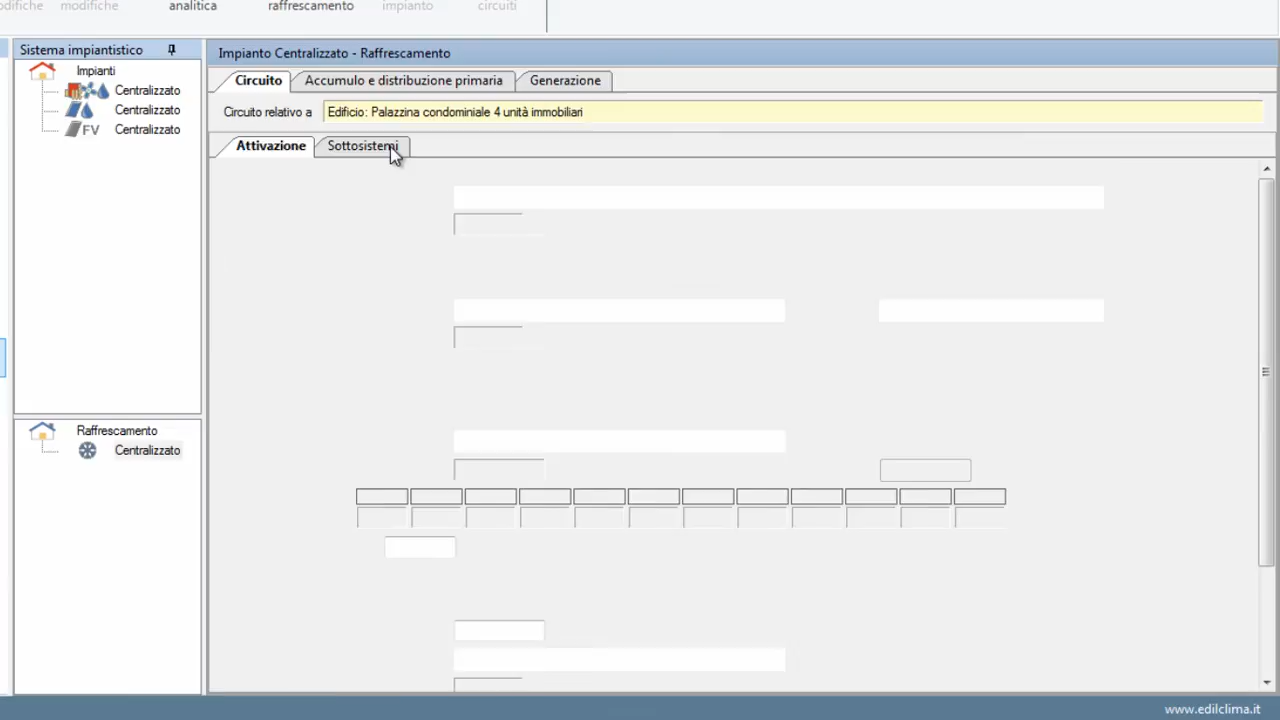 modifiche analitica raffrescamento impianto circuiti
Sistema impiantistico
Impianti
Centralizzato
Centralizzato
FV Centralizzato
Raffrescamento
Centralizzato
Impianto Centralizzato - Raffrescamento
Circuito Accumulo e distribuzione primaria Generazione
Circuito relativo a Edificio: Palazzina condominiale 4 unità immobiliari
Attivazione Sottosistemi
www.edilclima.it